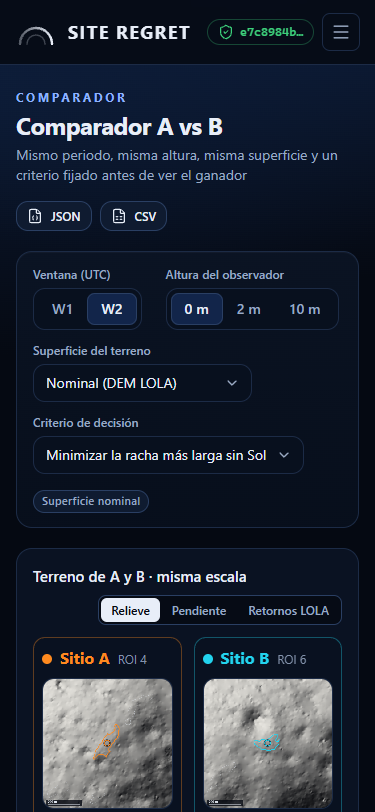 SITE REGRET
e7c8984b…
COMPARADOR
Comparador A vs B
Mismo periodo, misma altura, misma superficie y un
criterio fijado antes de ver el ganador
JSON
CSV
Ventana (UTC)
W1
W2
Altura del observador
0 m
2 m
10 m
Superficie del terreno
Nominal (DEM LOLA)
Criterio de decisión
Minimizar la racha más larga sin Sol
Superficie nominal
Terreno de A y B · misma escala
Relieve
Pendiente
Retornos LOLA
Sitio A ROI 4
Sitio B ROI 6